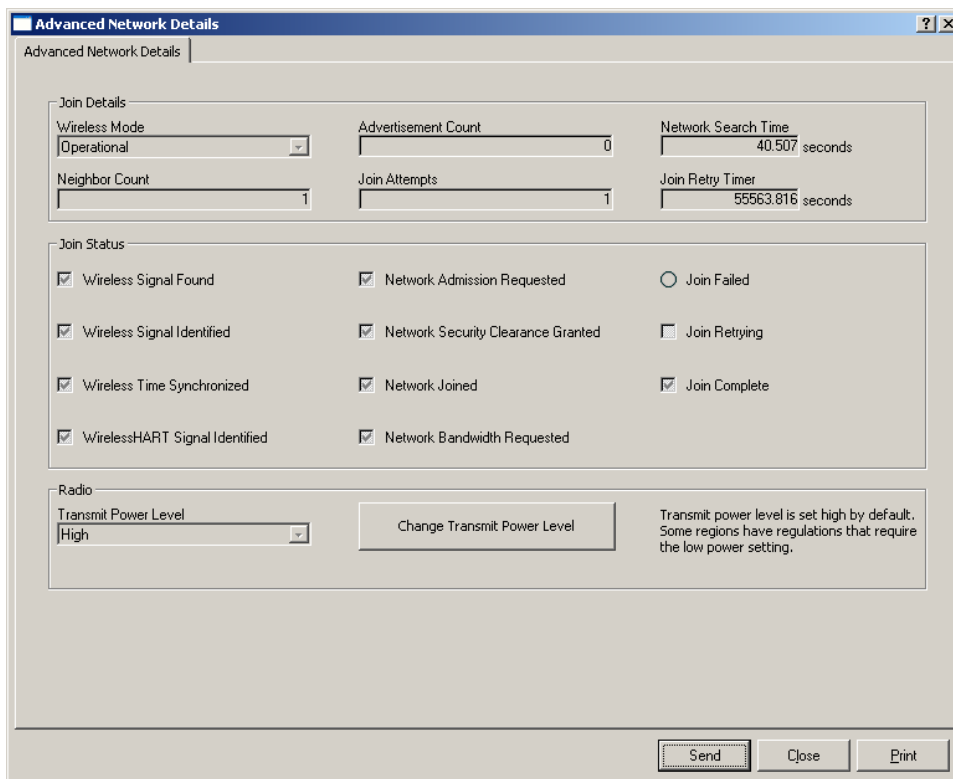 Advanced Network Details
Advanced Network Details
Join Details
Wireless Mode
Advertisement Count
Network Search Time
Operational
0
40.507 seconds
Neighbor Count
Join Attempts
Join Retry Timer
1
1
55563.816 seconds
Join Status
Wireless Signal Found
Network Admission Requested
Join Failed
Wireless Signal Identified
Network Security Clearance Granted
Join Retrying
Wireless Time Synchronized
Network Joined
Join Complete
WirelessHART Signal Identified
Network Bandwidth Requested
Radio
Transmit Power Level
High
Change Transmit Power Level
Transmit power level is set high by default.
Some regions have regulations that require
the low power setting.
Send
Close
Print